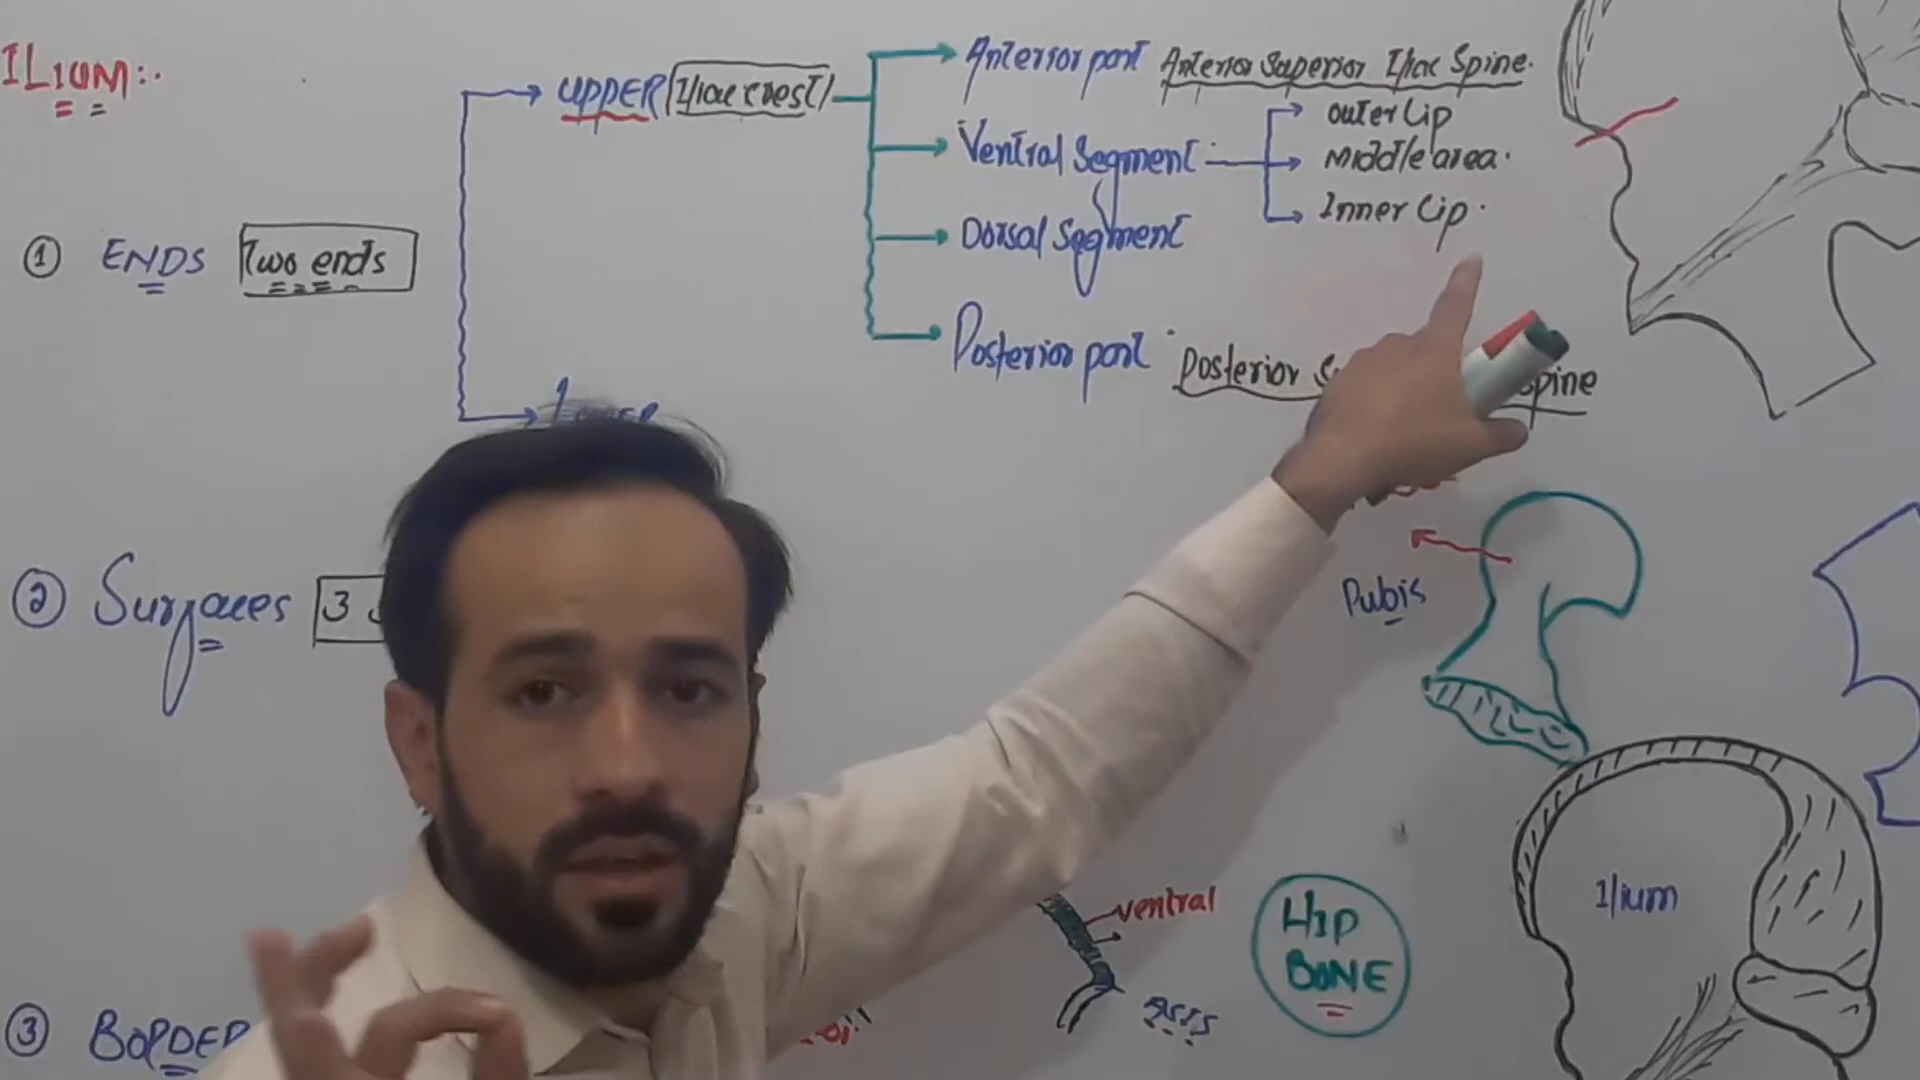 ILIUM:.
UPPER Iliac crest
Anterior part Anterior Superior Iliac Spine.
Ventral Segment
outer Lip
Middle area.
Inner Lip.
Dorsal Segment
Posterior part Posterior
spine
① ENDS Two ends
② Surfaces 3
③ BORDER
Pubis
Ilium
HIP
BONE
ventral
ASIS